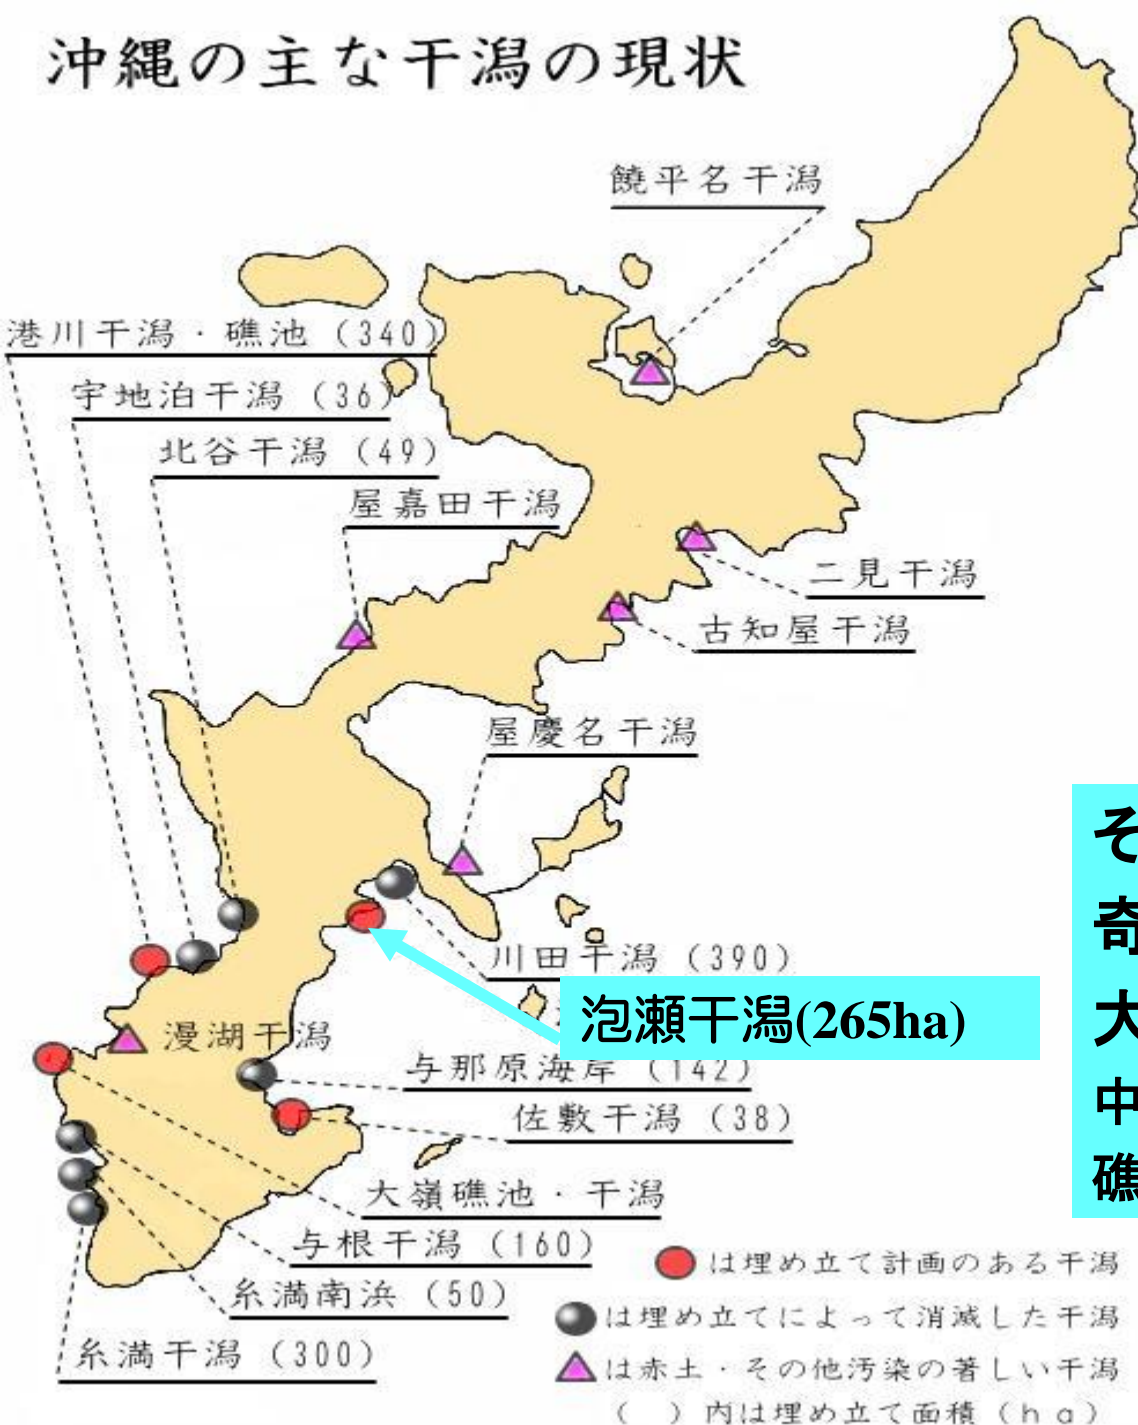 沖縄の主な干潟の現状
饒平名干潟
港川干潟・礁池（340）
宇地泊干潟（36）
北谷干潟（49）
屋嘉田干潟
二見干潟
古知屋干潟
屋慶名干潟
川田干潟（390）
泡瀬干潟(265ha)
漫湖干潟
与那原海岸（142）
佐敷干潟（38）
大嶺礁池・干潟
与根干潟（160）
糸満南浜（50）
糸満干潟（300）
そ
奇
大
中
礁
は埋め立て計画のある干潟
は埋め立てによって消滅した干潟
は赤土・その他汚染の著しい干潟
（　）内は埋め立て面積（ｈａ）